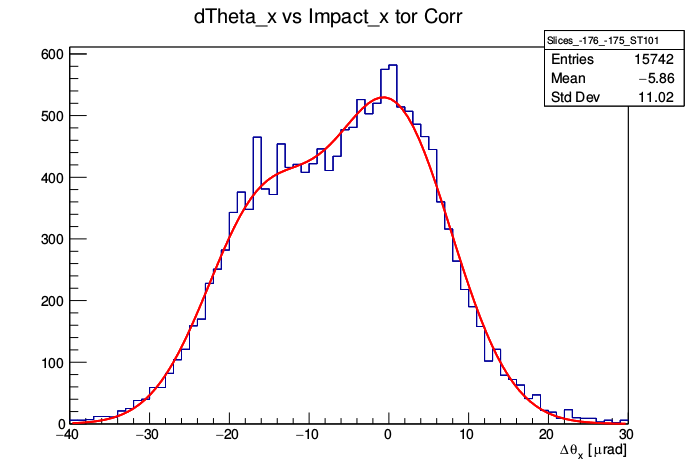 dTheta_x vs Impact_x tor Corr
Slices_-176_-175_ST101
Entries 15742
Mean −5.86
Std Dev 11.02
600
500
400
300
200
100
0
−40 −30 −20 −10 0 10 20 30
Δθx [μrad]